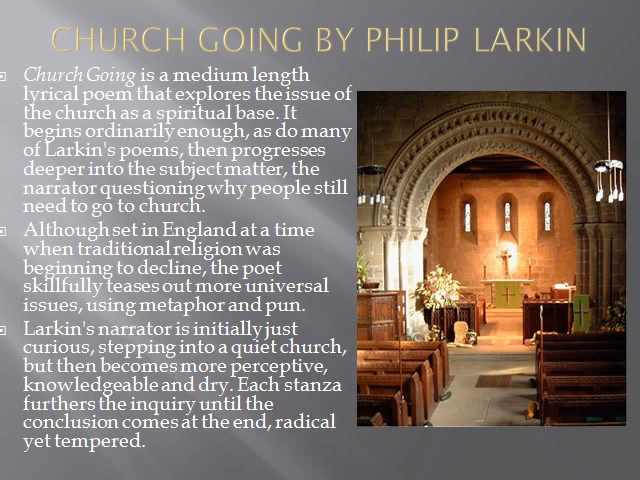 CHURCH GOING BY PHILIP LARKIN
Church Going is a medium length
lyrical poem that explores the issue of
the church as a spiritual base. It
begins ordinarily enough, as do many
of Larkin's poems, then progresses
deeper into the subject matter, the
narrator questioning why people still
need to go to church.
Although set in England at a time
when traditional religion was
beginning to decline, the poet
skillfully teases out more universal
issues, using metaphor and pun.
Larkin's narrator is initially just
curious, stepping into a quiet church,
but then becomes more perceptive,
knowledgeable and dry. Each stanza
furthers the inquiry until the
conclusion comes at the end, radical
yet tempered.